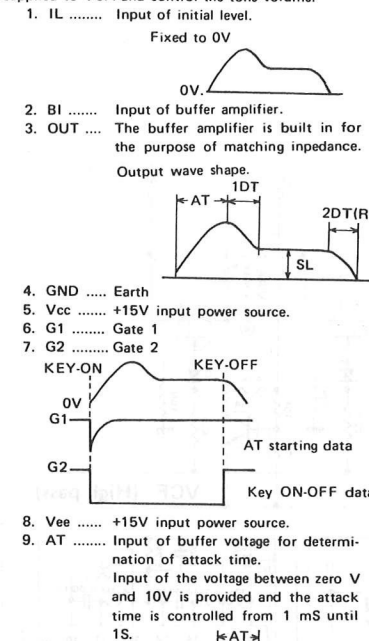 1. IL ........ Input of initial level.
Fixed to 0V
0V.
2. BI ....... Input of buffer amplifier.
3. OUT .... The buffer amplifier is built in for
the purpose of matching inpedance.
Output wave shape.
1DT
AT
2DT(R
SL
4. GND ..... Earth
5. Vcc ....... +15V input power source.
6. G1 ........ Gate 1
7. G2 ......... Gate 2
KEY-ON KEY-OFF
0V
G1
AT starting data
G2
Key ON-OFF data
8. Vee ...... +15V input power source.
9. AT ........ Input of buffer voltage for determi-
nation of attack time.
Input of the voltage between zero V
and 10V is provided and the attack
time is controlled from 1 mS until
1S. AT